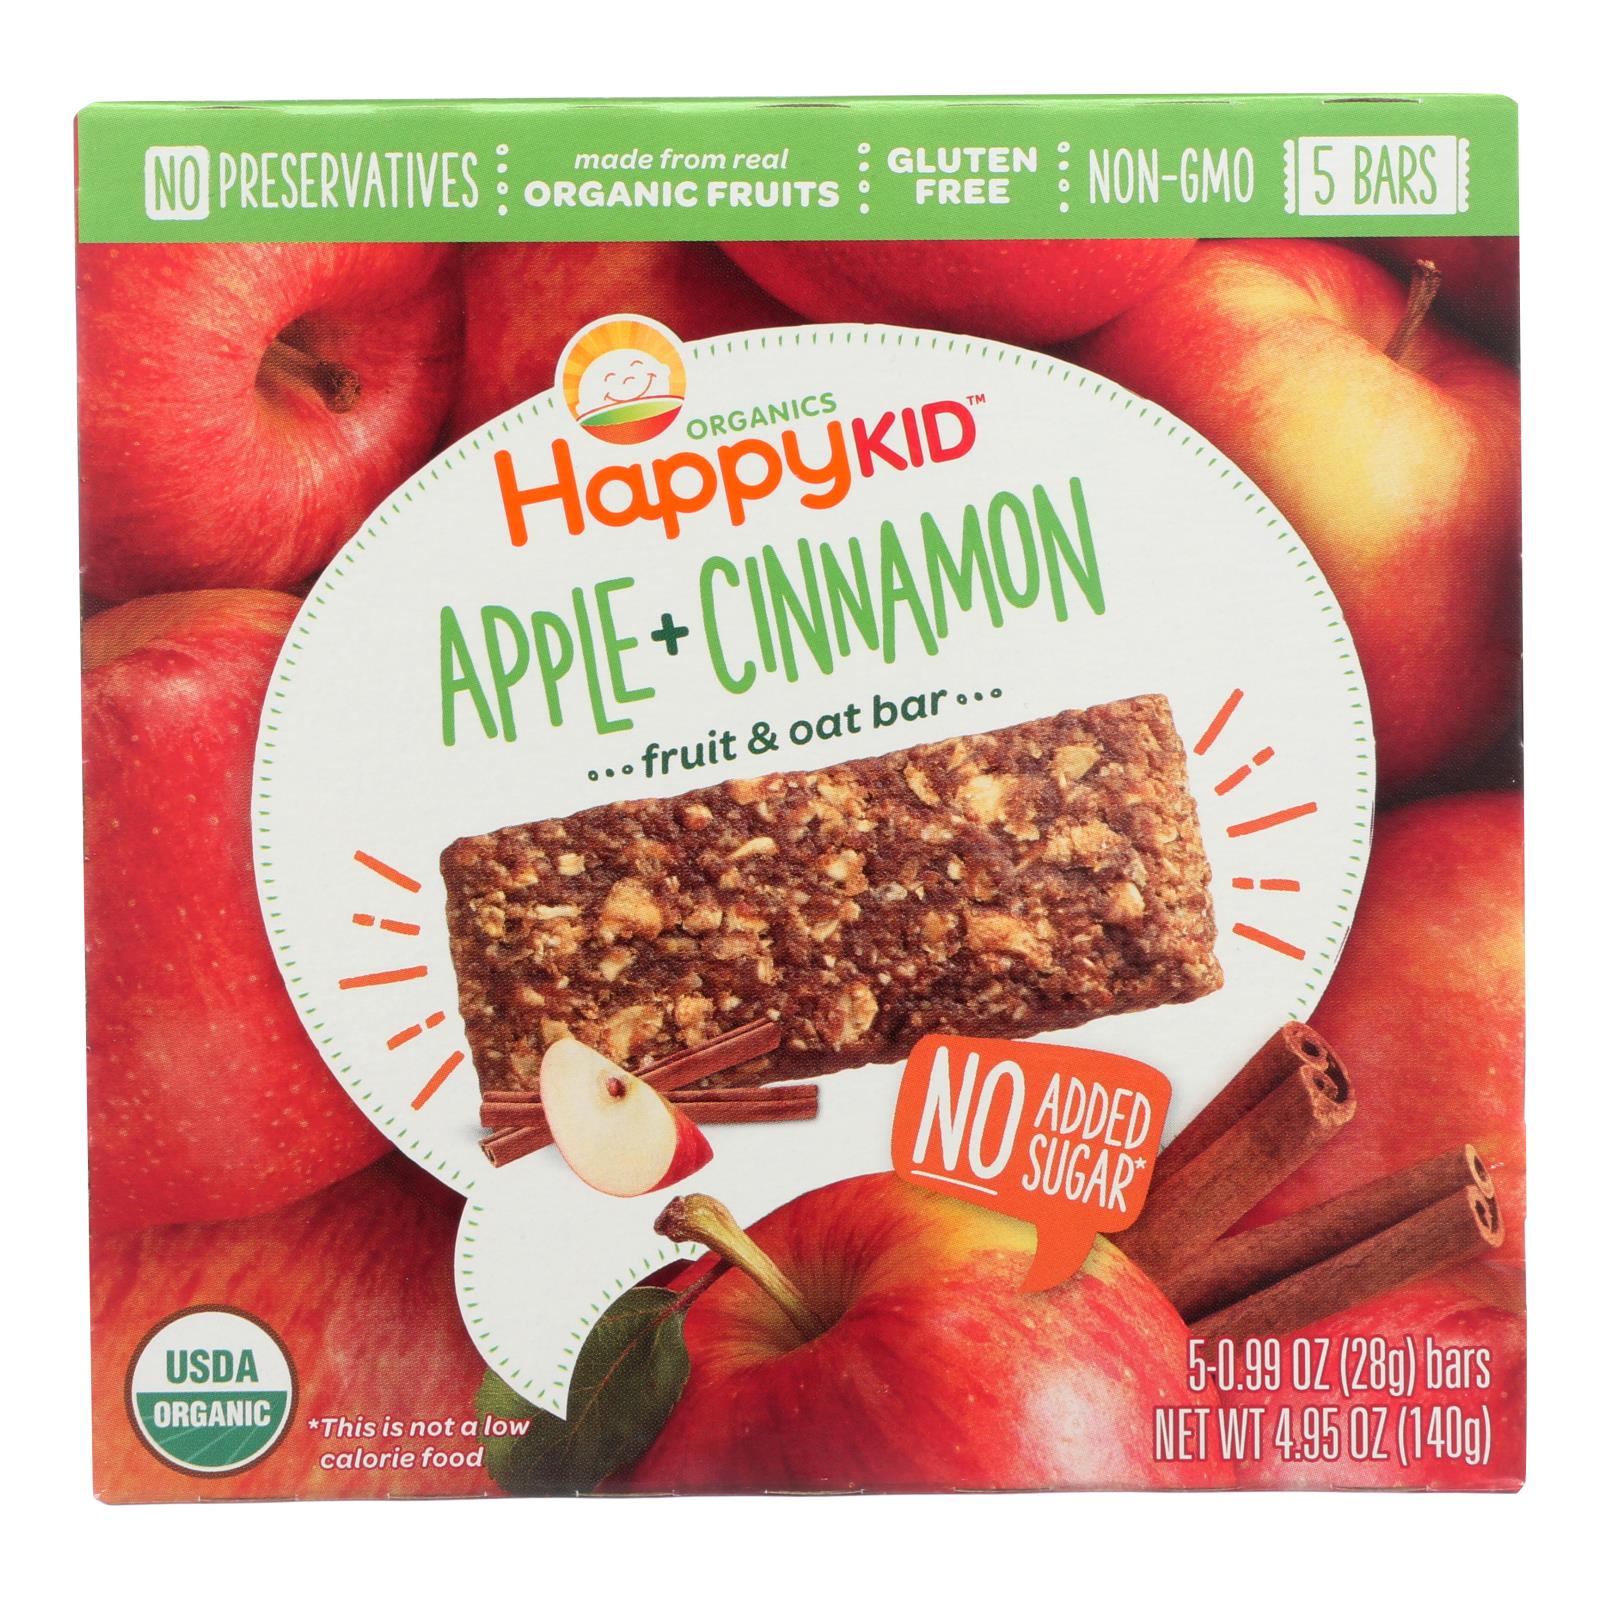 NO PRESERVATIVES
made from real
ORGANIC FRUITS
GLUTEN
FREE
NON-GMO
5 BARS
ORGANICS
HappyKID™
APPLE + CINNAMON
...fruit & oat bar...
NO ADDED
SUGAR*
USDA
ORGANIC
*This is not a low
calorie food
5-0.99 OZ (28g) bars
NET WT 4.95 OZ (140g)